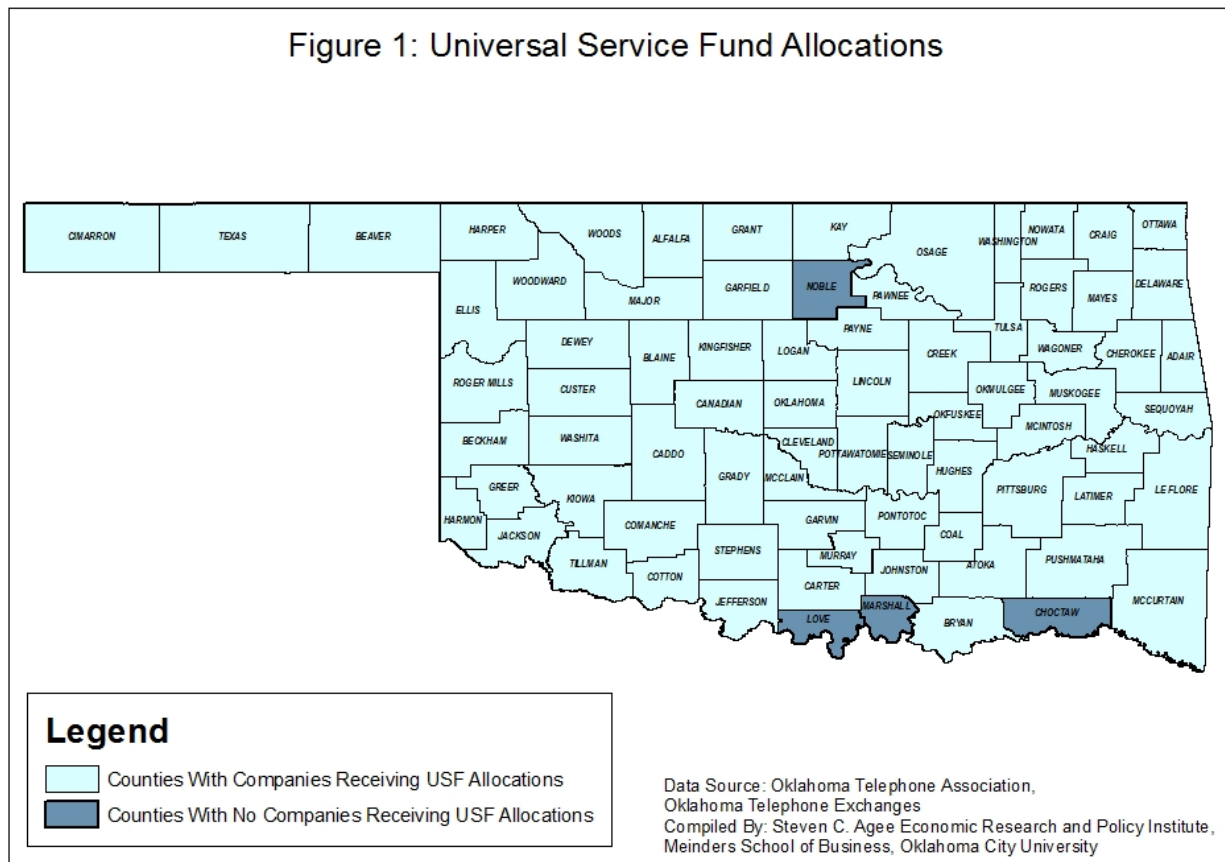 Figure 1: Universal Service Fund Allocations
CIMARRON
TEXAS
BEAVER
HARPER
WOODS
ALFALFA
GRANT
KAY
OSAGE
WASHINGTON
NOWATA
CRAIG
OTTAWA
WOODWARD
MAJOR
GARFIELD
NOBLE
PAWNEE
ROGERS
MAYES
DELAWARE
ELLIS
DEWEY
BLAINE
KINGFISHER
LOGAN
PAYNE
CREEK
TULSA
WAGONER
CHEROKEE
ADAIR
ROGER MILLS
CUSTER
CANADIAN
OKLAHOMA
LINCOLN
OKMULGEE
MUSKOGEE
SEQUOYAH
BECKHAM
WASHITA
CADDO
GRADY
MCCLAIN
CLEVELAND
POTTAWATOMIE
SEMINOLE
OKFUSKEE
MCINTOSH
HASKELL
HUGHES
PITTSBURG
LATIMER
LE FLORE
HARMON
GREER
KIOWA
JACKSON
COMANCHE
GARVIN
PONTOTOC
COAL
TILLMAN
COTTON
STEPHENS
MURRAY
CARTER
JOHNSTON
ATOKA
PUSHMATAHA
MCCURTAIN
JEFFERSON
LOVE
MARSHALL
BRYAN
CHOCTAW
Legend
Counties With Companies Receiving USF Allocations
Counties With No Companies Receiving USF Allocations
Data Source: Oklahoma Telephone Association,
Oklahoma Telephone Exchanges
Compiled By: Steven C. Agee Economic Research and Policy Institute,
Meinders School of Business, Oklahoma City University